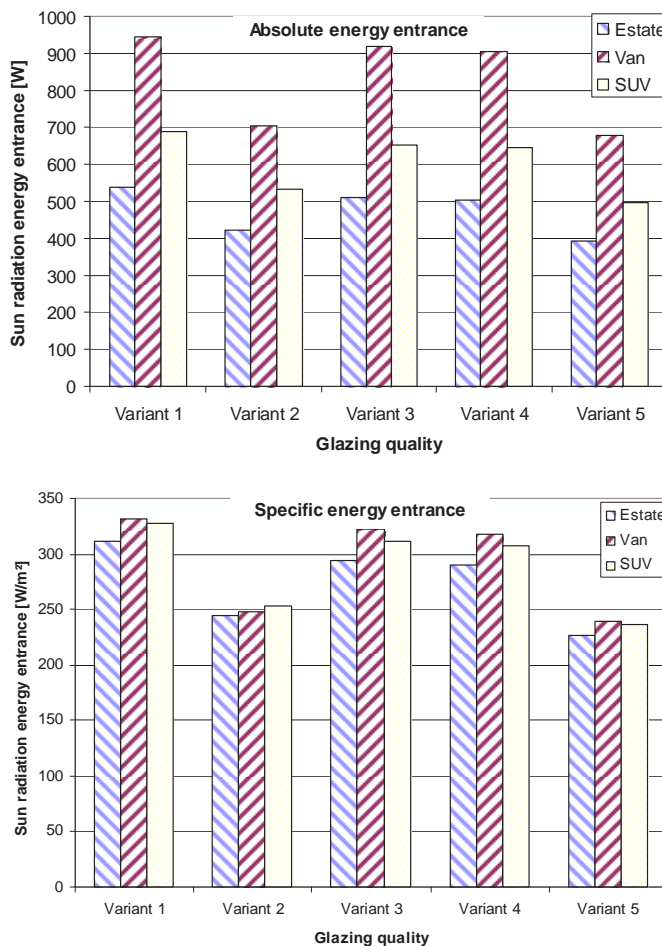 Absolute energy entrance
Estate
Van
SUV
Sun radiation energy entrance [W]
1000
900
800
700
600
500
400
300
200
100
0
Variant 1 Variant 2 Variant 3 Variant 4 Variant 5
Glazing quality
Specific energy entrance
Estate
Van
SUV
Sun radiation energy entrance [W/m²]
350
300
250
200
150
100
50
0
Variant 1 Variant 2 Variant 3 Variant 4 Variant 5
Glazing quality